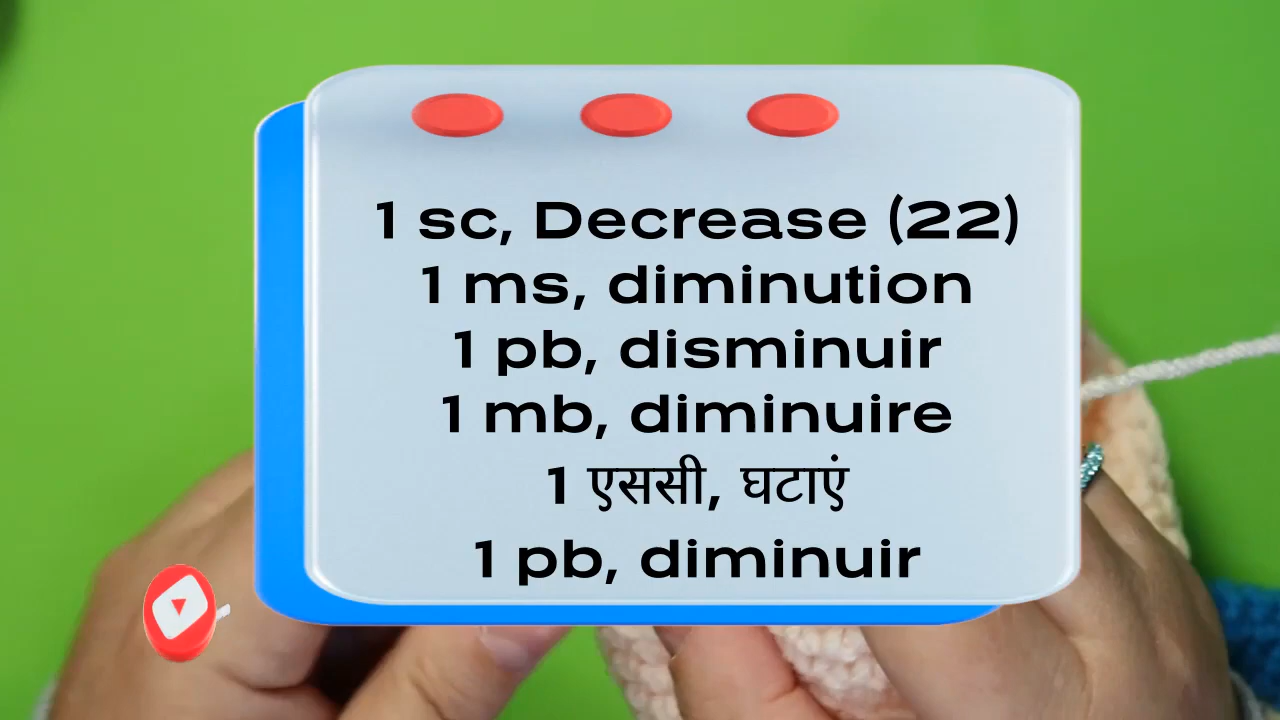 1 sc, Decrease (22)
1 ms, diminution
1 pb, disminuir
1 mb, diminuire
1 एससी, घटाएं
1 pb, diminuir